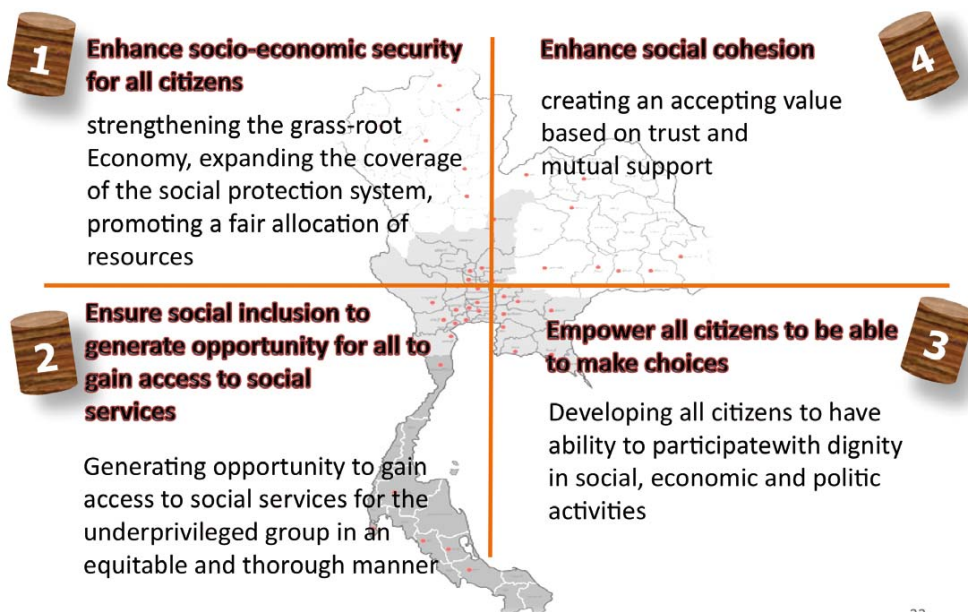 1
Enhance socio-economic security
for all citizens
strengthening the grass-root
Economy, expanding the coverage
of the social protection system,
promoting a fair allocation of
resources
2
Ensure social inclusion to
generate opportunity for all to
gain access to social
services
Generating opportunity to gain
access to social services for the
underprivileged group in an
equitable and thorough manner
3
Empower all citizens to be able
to make choices
Developing all citizens to have
ability to participatewith dignity
in social, economic and politic
activities
4
Enhance social cohesion
creating an accepting value
based on trust and
mutual support